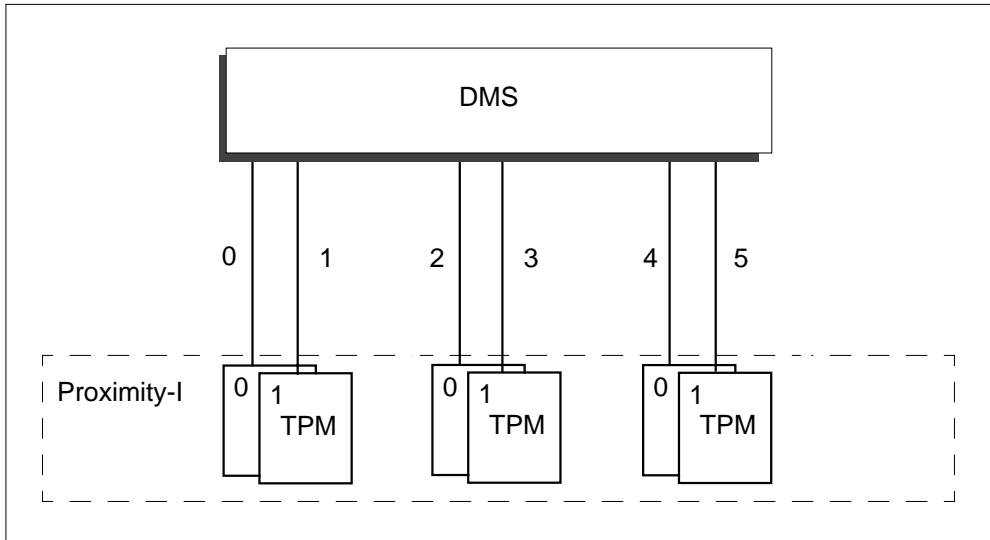 DMS
0 1 2 3 4 5
Proximity-I
0 1 0 1 0 1
TPM TPM TPM